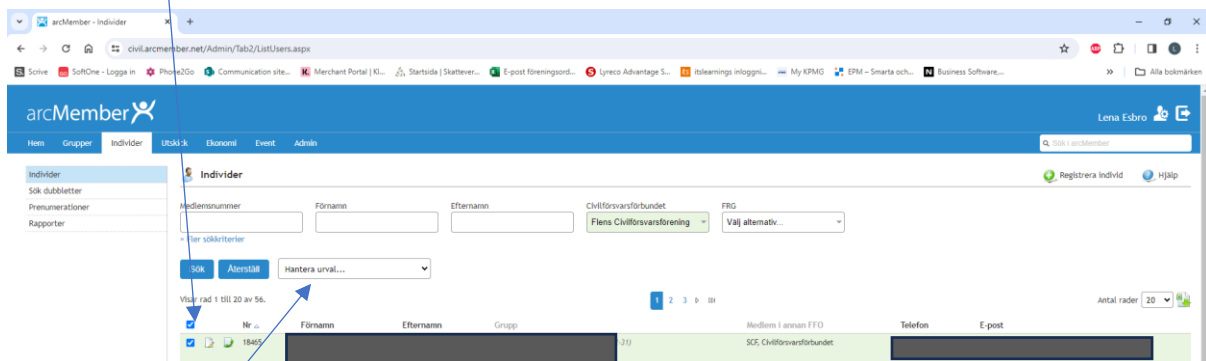 arcMember - Individer
civil.arcmember.net/Admin/Tab2/ListUsers.aspx
Scrive SoftOne - Logga in Phone2Go Communication site... Merchant Portal | Kl... Startsida | Skattever... E-post föreningsord... Lyreco Advantage S... itslearnings inloggni... My KPMG EPM – Smarta och... Business Software,... » Alla bokmärken
arcMember
Lena Esbro
Hem Grupper Individer Utskick Ekonomi Event Admin Sök i arcMember
Individer
Sök dubbletter
Prenumerationer
Rapporter
Individer Registrera individ Hjälp
Medlemsnummer Förnamn Efternamn Civilförsvarsförbundet FRG
Flens Civilförsvarsförening Välj alternativ...
» Fler sökkriterier
Sök Återställ Hantera urval...
Visar rad 1 till 20 av 56. 1 2 3 Antal rader 20
Nr Förnamn Efternamn Grupp Medlem i annan FFO Telefon E-post
18465 -31) SCF, Civilförsvarsförbundet